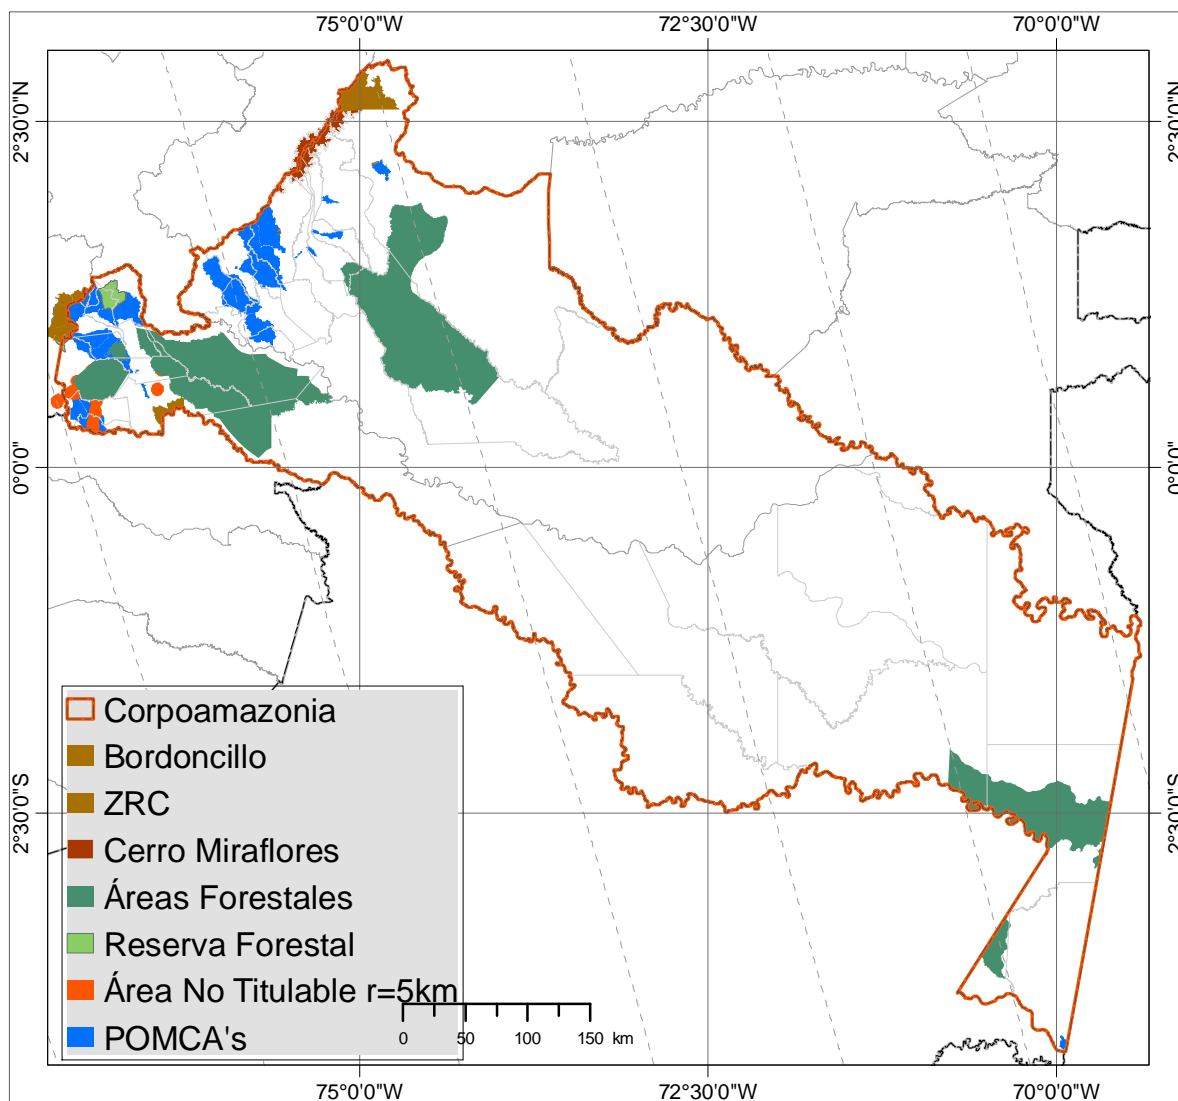 75°0'0"W 72°30'0"W 70°0'0"W
2°30'0"N 2°30'0"N
0°0'0" 0°0'0"
2°30'0"S 2°30'0"S
Corpoamazonia
Bordoncillo
ZRC
Cerro Miraflores
Áreas Forestales
Reserva Forestal
Área No Titulable r=5km
POMCA's
0 50 100 150 km
75°0'0"W 72°30'0"W 70°0'0"W